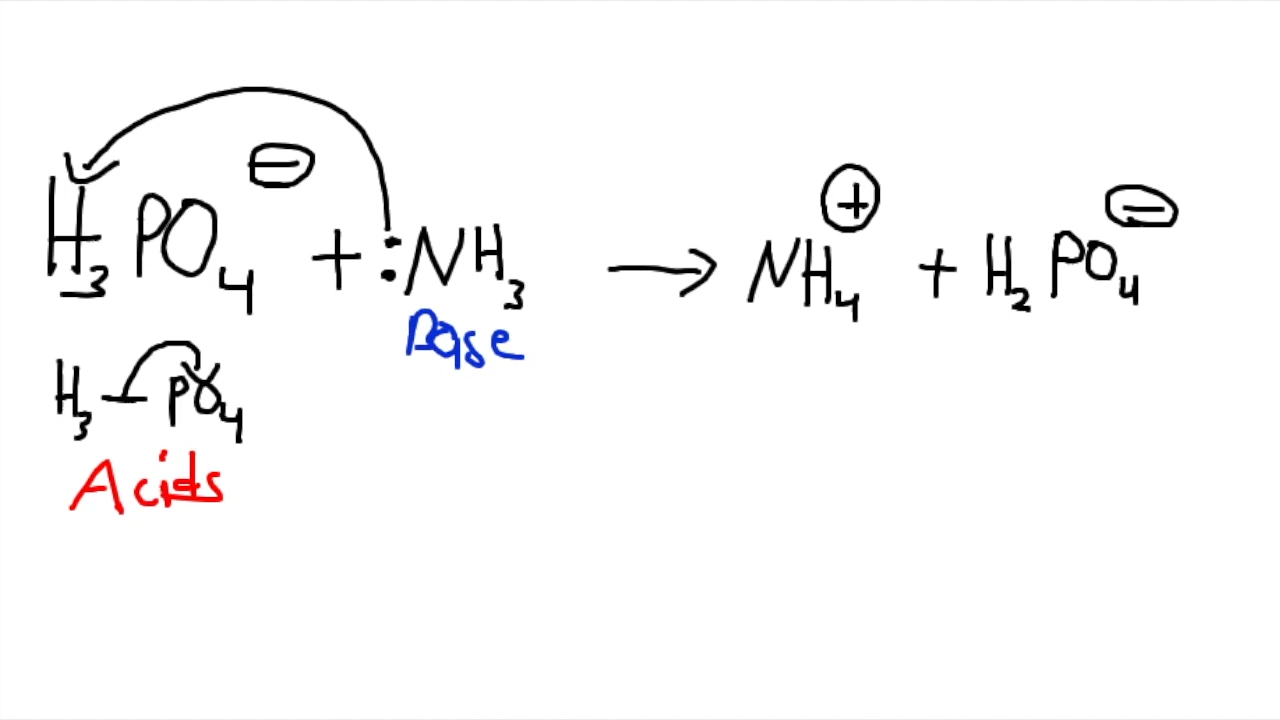 H₃PO₄⊖ + :NH₃ → NH₄⊕ + H₂PO₄⊖
Base
H₃—PO₄
Acids